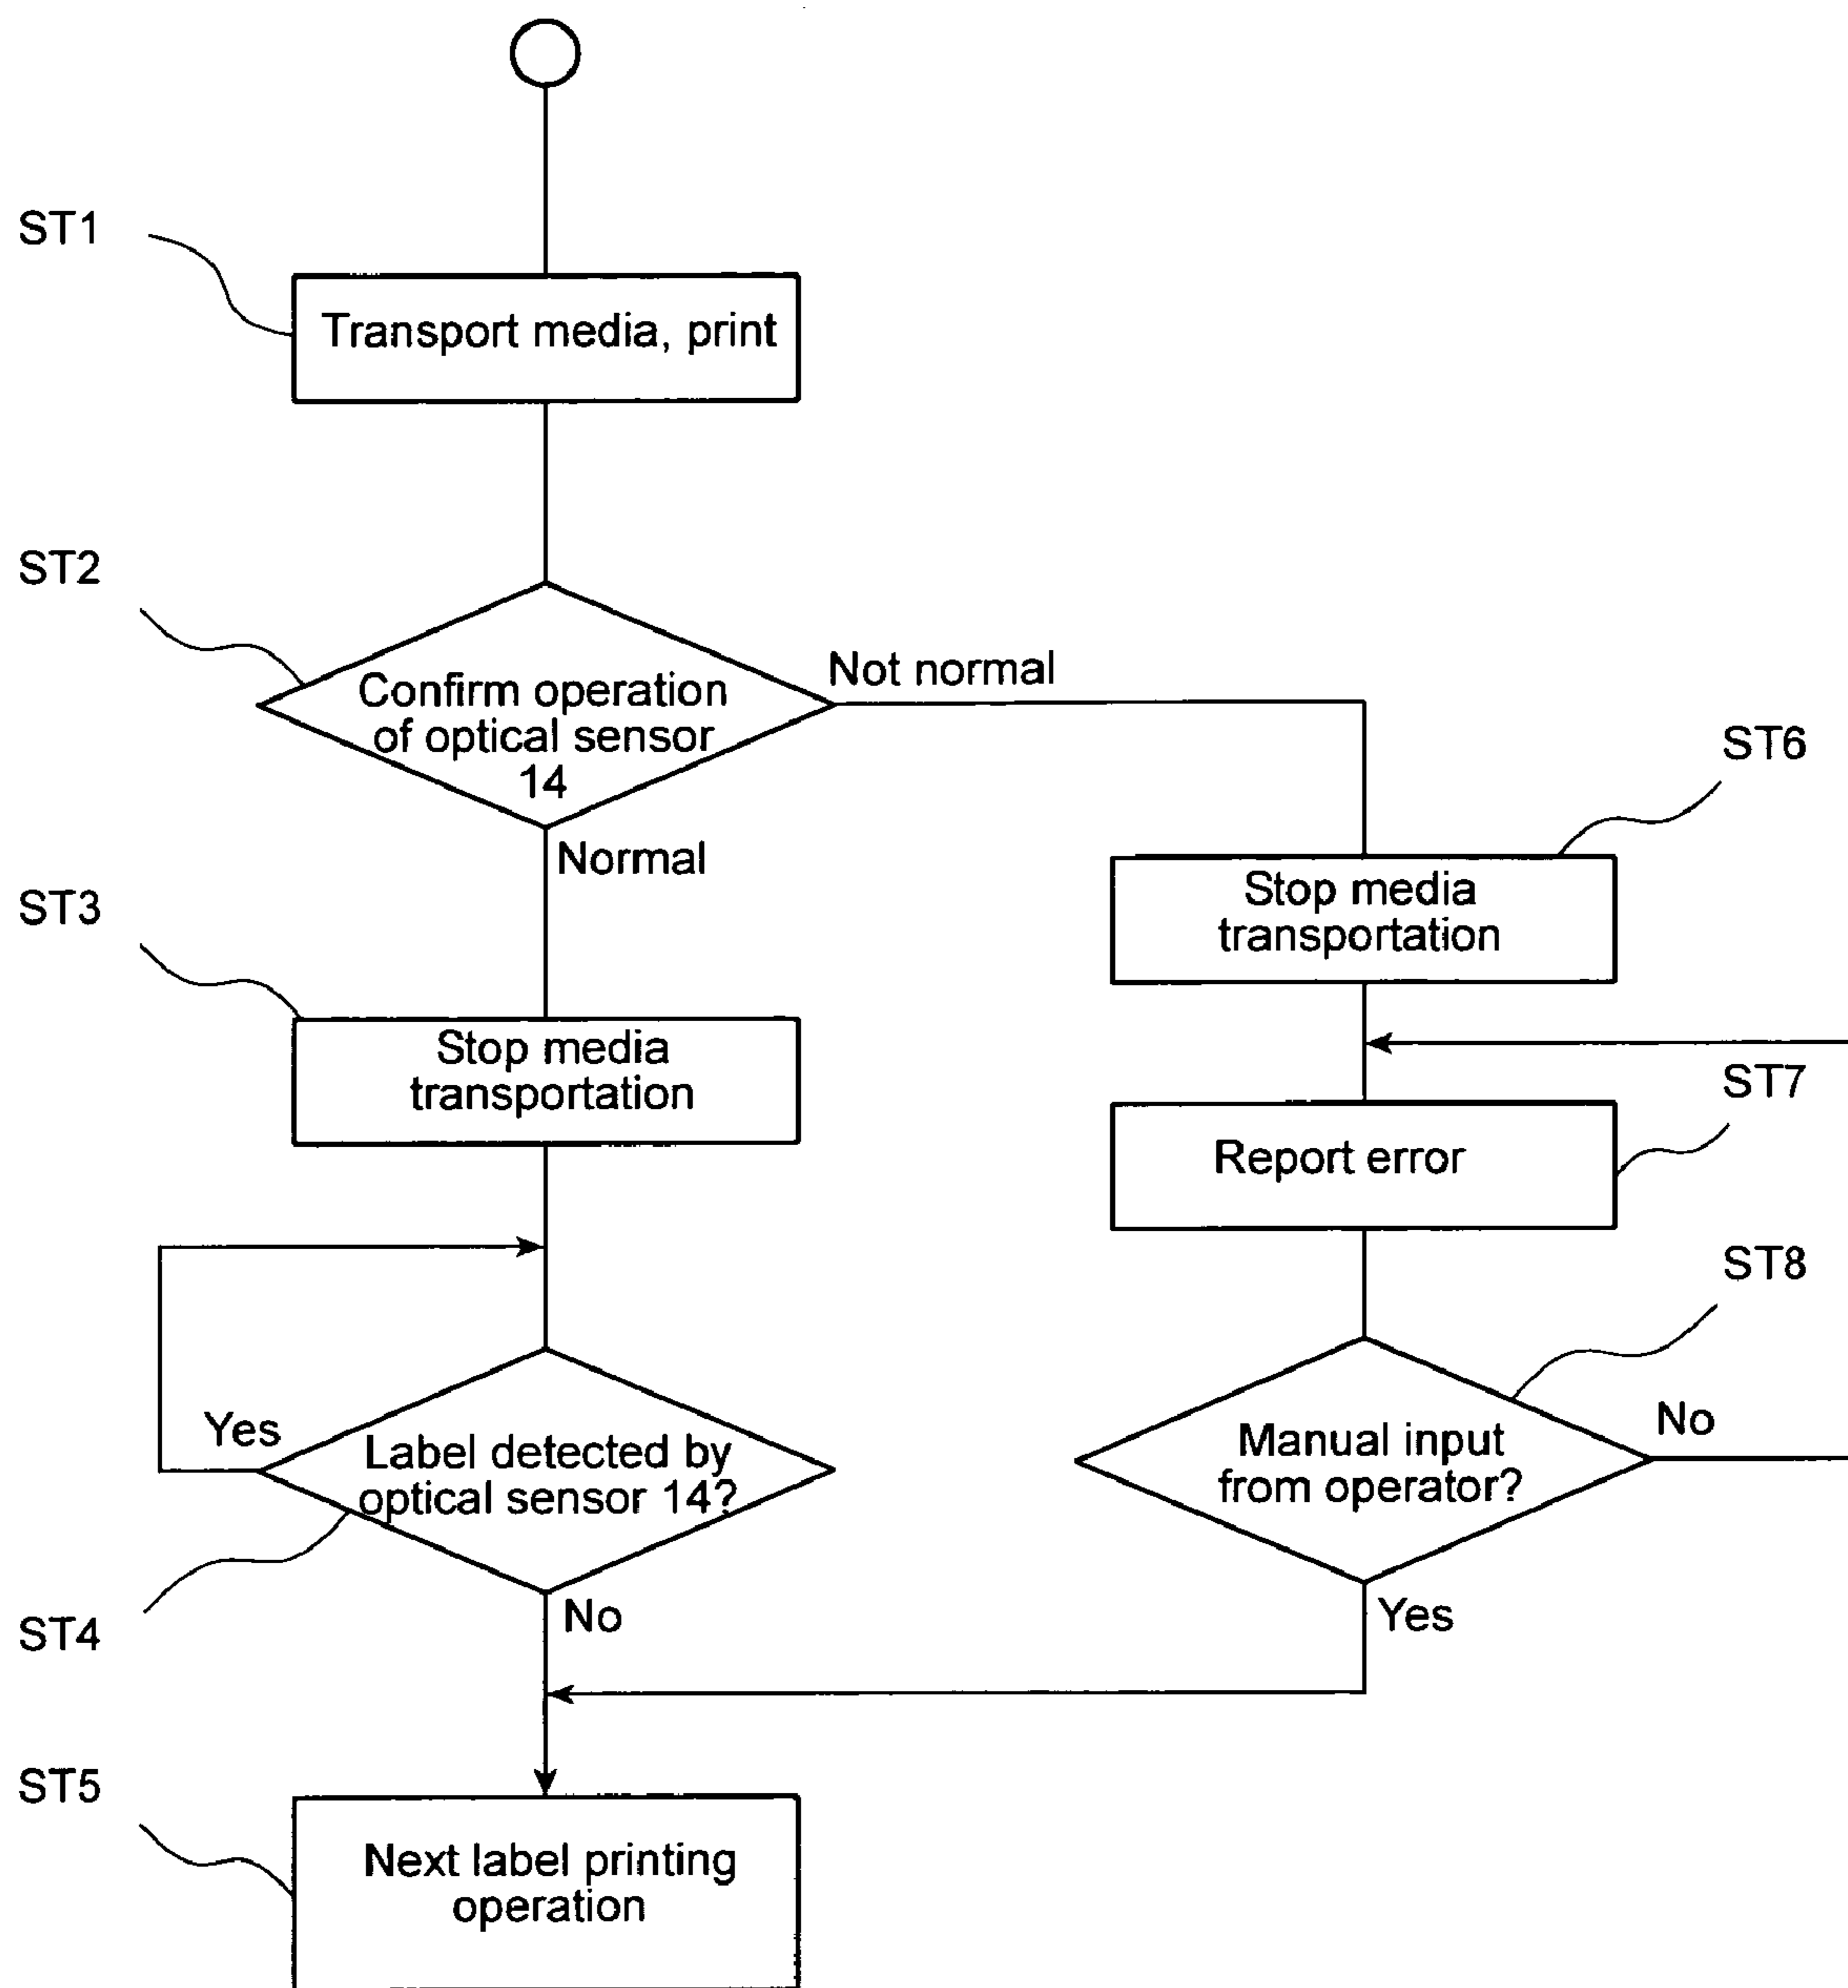 ST1
Transport media, print
ST2
Confirm operation
of optical sensor
14
Not normal
Normal
ST3
Stop media
transportation
Yes
Label detected by
optical sensor 14?
ST4
No
ST5
Next label printing
operation
ST6
Stop media
transportation
ST7
Report error
ST8
Manual input
from operator?
No
Yes